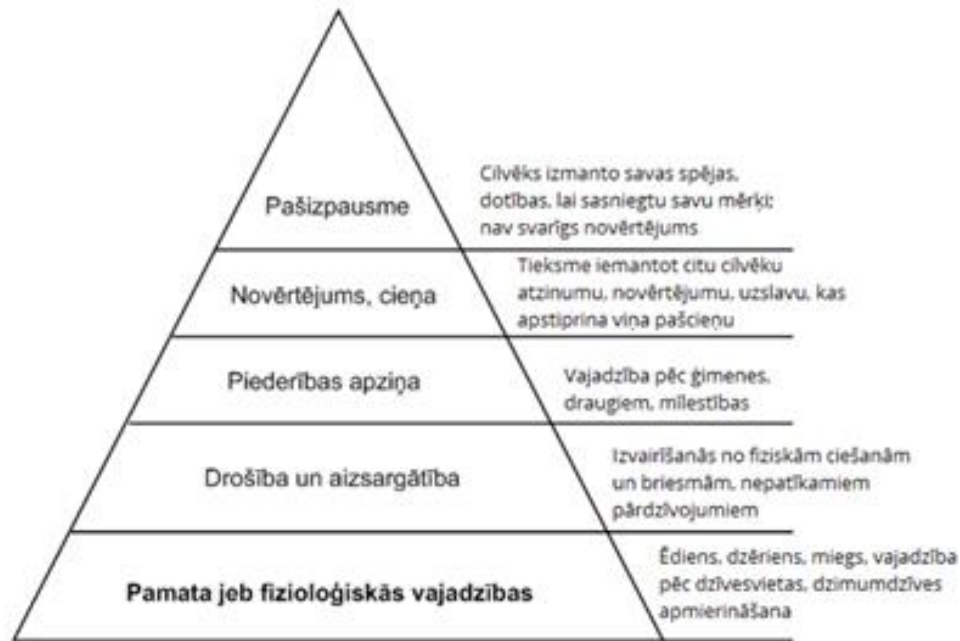 Pašizpausme
Cilvēks izmanto savas spējas,
dotības, lai sasniegtu savu mērķi;
nav svarīgs novērtējums
Novērtējums, cieņa
Tieksme iemantot citu cilvēku
atzinumu, novērtējumu, uzslavu, kas
apstiprina viņa pašcieņu
Piederības apziņa
Vajadzība pēc ģimenes,
draugiem, mīlestības
Drošība un aizsargātība
Izvairīšanās no fiziskām ciešanām
un briesmām, nepatīkamiem
pārdzīvojumiem
Pamata jeb fizioloģiskās vajadzības
Ēdiens, dzēriens, miegs, vajadzība
pēc dzīvesvietas, dzimumdzīves
apmierināšana